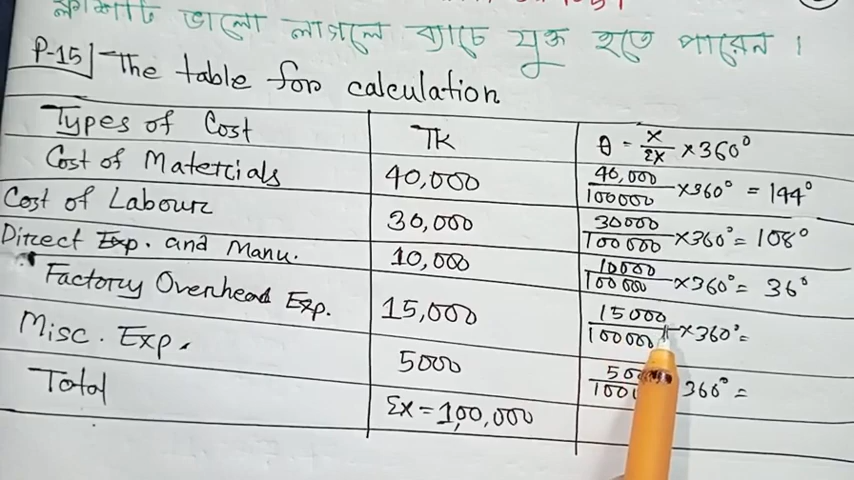 ক্লাশটি ভালো লাগলে ব্যাচে যুক্ত হতে পারেন ।
P-15 The table for calculation
Types of Cost TK θ = X/ΣX × 360°
Cost of Materials 40,000 40,000/100000 × 360° = 144°
Cost of Labour 30,000 30000/100000 × 360° = 108°
Direct Exp. and Manu. 10,000 10000/100000 × 360° = 36°
Factory Overhead Exp. 15,000 15000/100000 × 360° =
Misc. Exp. 5000 360° =
Total ΣX = 1,00,000